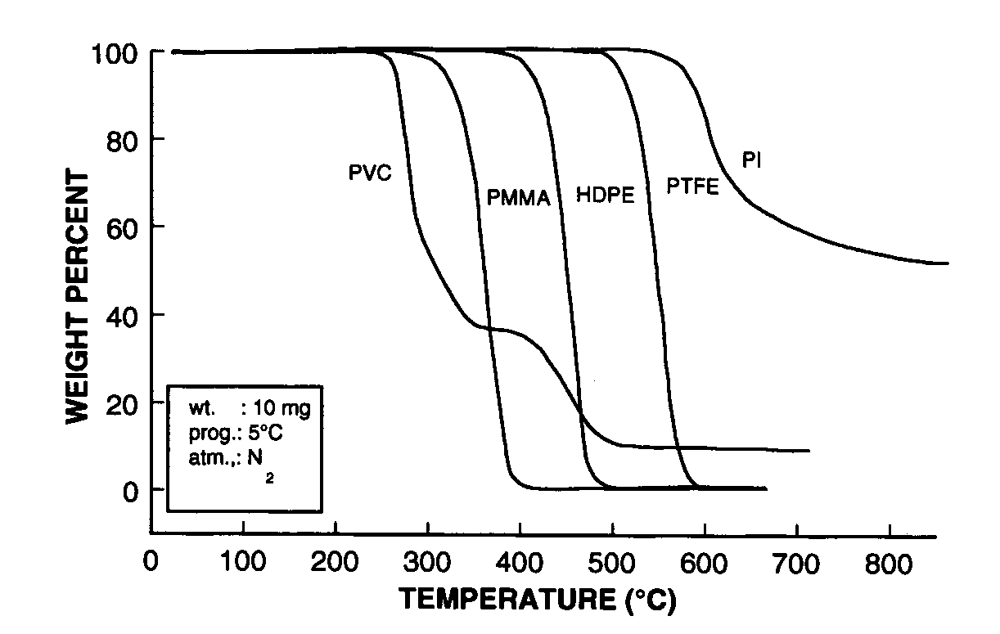 100
80
60
40
20
0
WEIGHT PERCENT
PVC
PMMA
HDPE
PTFE
PI
wt. : 10 mg
prog.: 5°C
atm.,: N
2
0 100 200 300 400 500 600 700 800
TEMPERATURE (°C)